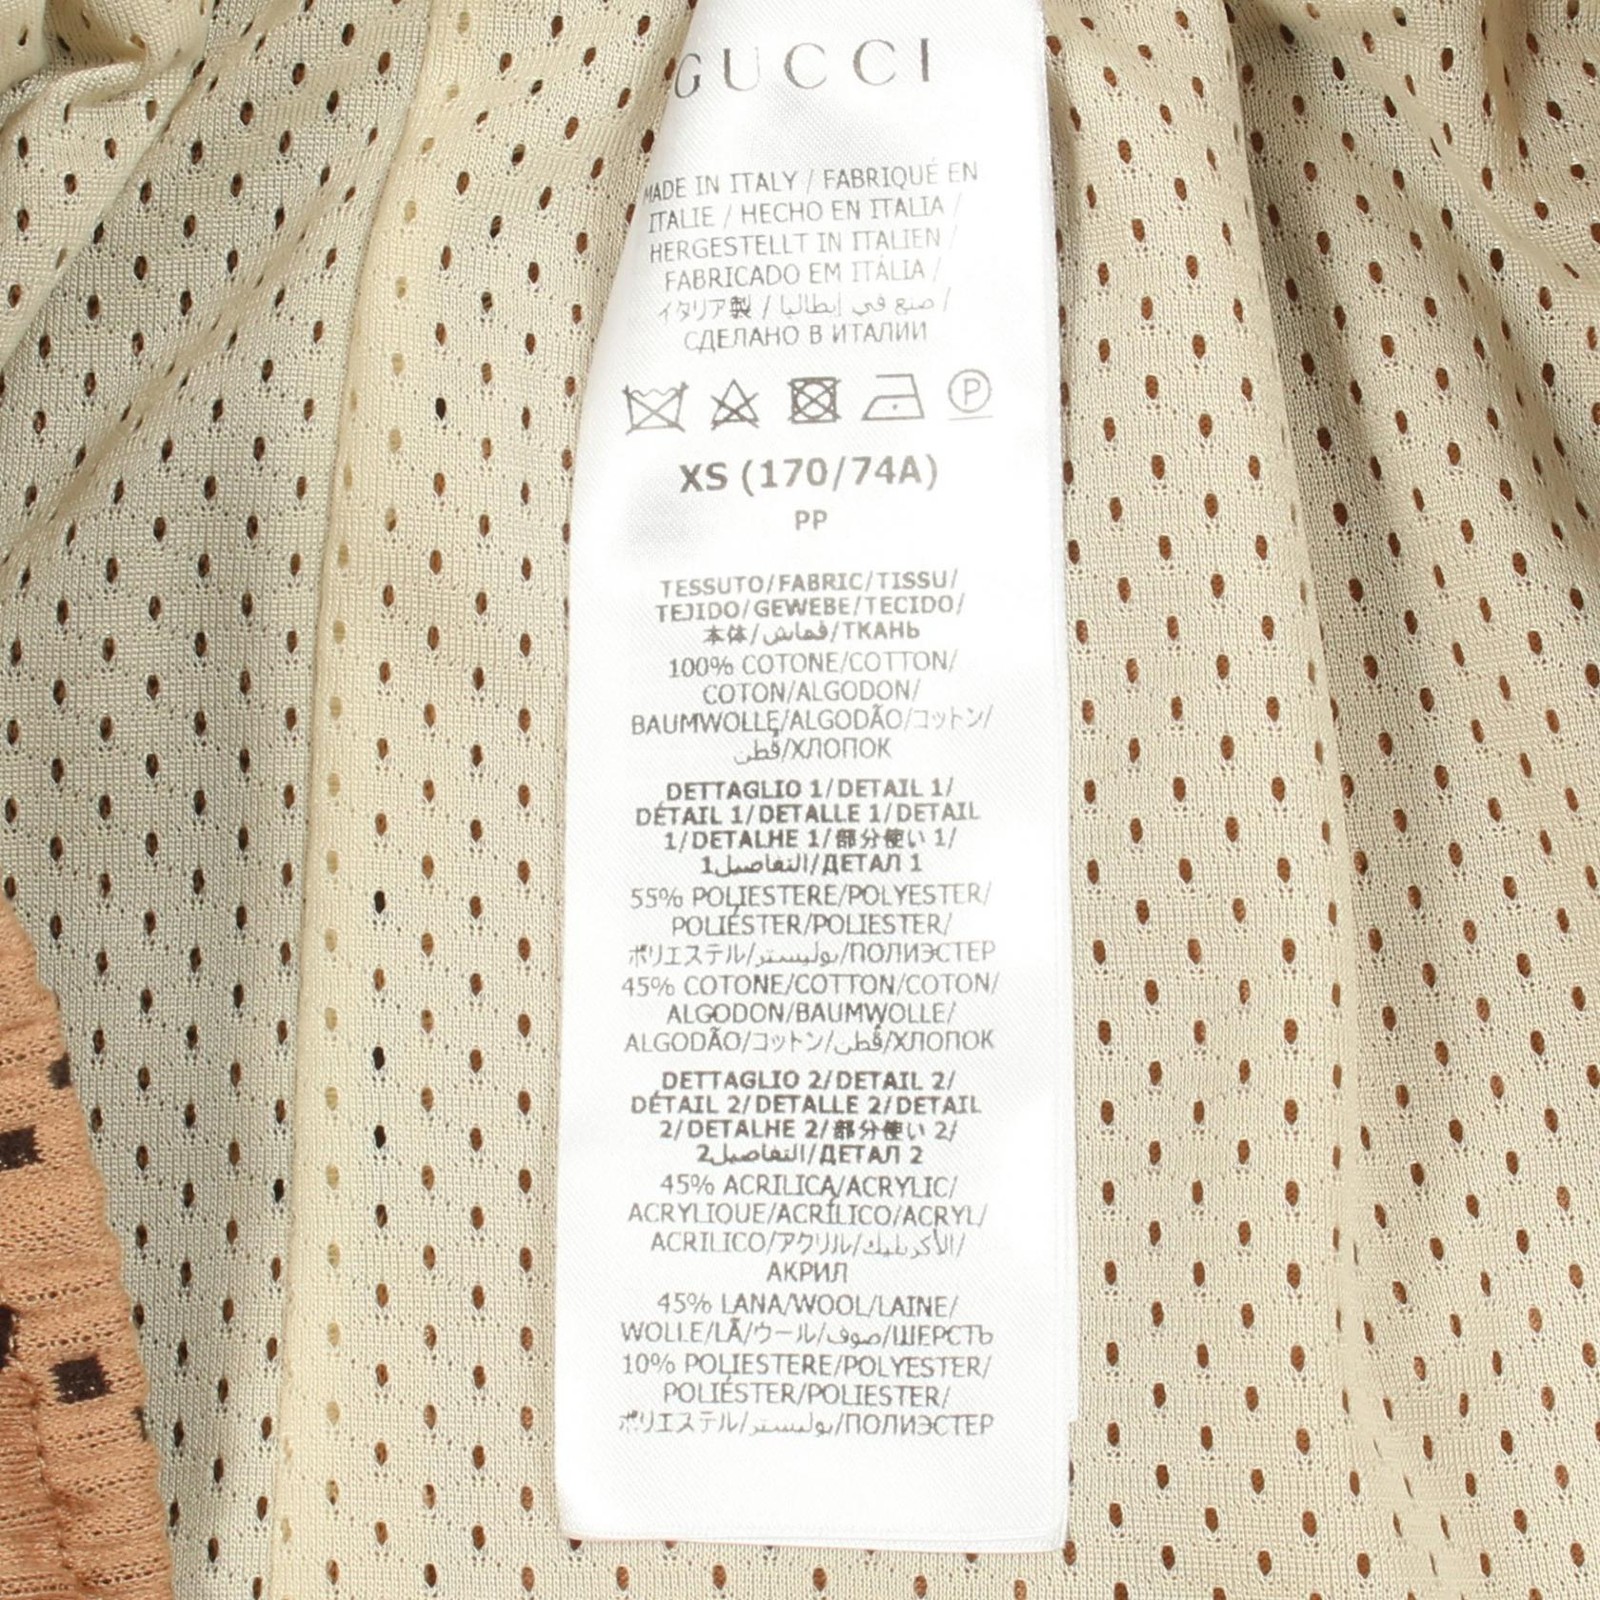 GUCCI
MADE IN ITALY / FABRIQUÉ EN
ITALIE / HECHO EN ITALIA /
HERGESTELLT IN ITALIEN /
FABRICADO EM ITÁLIA /
イタリア製 / صنع في إيطاليا /
СДЕЛАНО В ИТАЛИИ
P
XS (170/74A)
PP
TESSUTO/FABRIC/TISSU/
TEJIDO/GEWEBE/TECIDO/
本体/قماش/ТКАНЬ
100% COTONE/COTTON/
COTON/ALGODON/
BAUMWOLLE/ALGODÃO/コットン/
قطن/ХЛОПОК
DETTAGLIO 1/DETAIL 1/
DÉTAIL 1/DETALLE 1/DETAIL
1/DETALHE 1/部分使い 1/
التفاصيل1/ДЕТАЛ 1
55% POLIESTERE/POLYESTER/
POLIÉSTER/POLIESTER/
ポリエステル/بوليستر/ПОЛИЭСТЕР
45% COTONE/COTTON/COTON/
ALGODON/BAUMWOLLE/
ALGODÃO/コットン/قطن/ХЛОПОК
DETTAGLIO 2/DETAIL 2/
DÉTAIL 2/DETALLE 2/DETAIL
2/DETALHE 2/部分使い 2/
التفاصيل2/ДЕТАЛ 2
45% ACRILICA/ACRYLIC/
ACRYLIQUE/ACRÍLICO/ACRYL/
ACRILICO/アクリル/الأكريليك/
АКРИЛ
45% LANA/WOOL/LAINE/
WOLLE/LÃ/ウール/صوف/ШЕРСТЬ
10% POLIESTERE/POLYESTER/
POLIÉSTER/POLIESTER/
ポリエステル/بوليستر/ПОЛИЭСТЕР